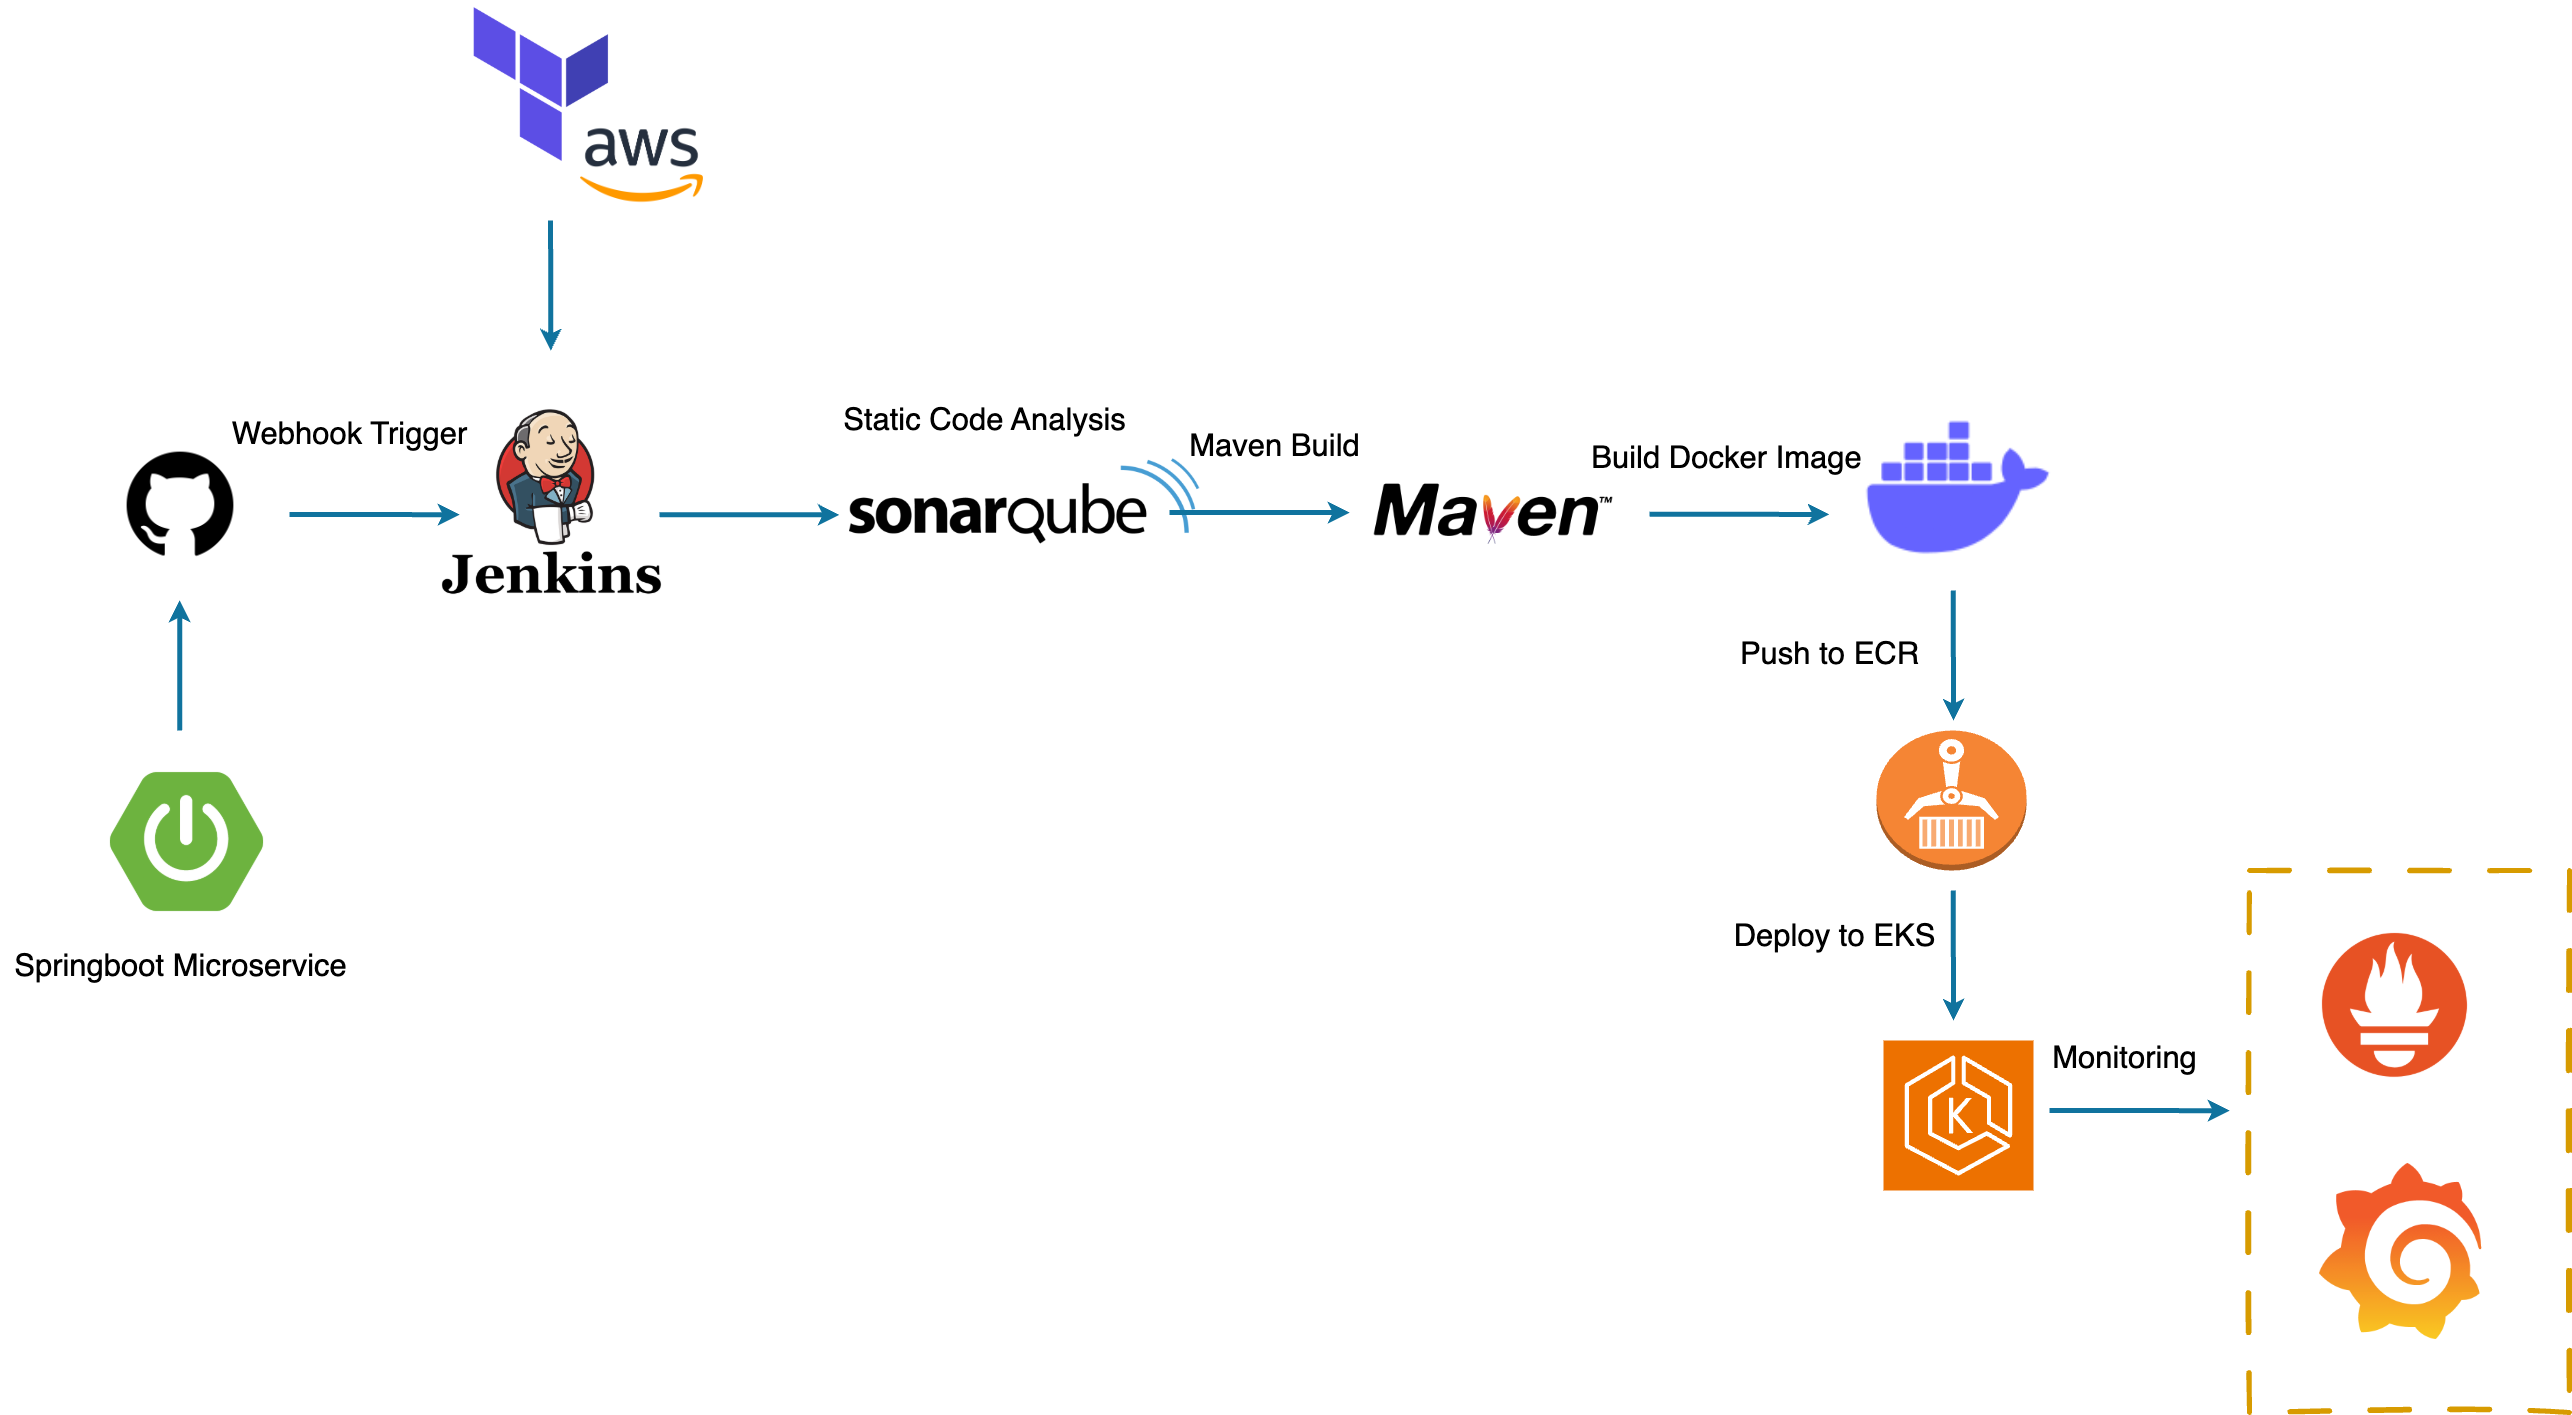 aws
Webhook Trigger
Jenkins
Static Code Analysis
sonarqube
Maven Build
Maven™
Build Docker Image
Push to ECR
Springboot Microservice
Deploy to EKS
K
Monitoring